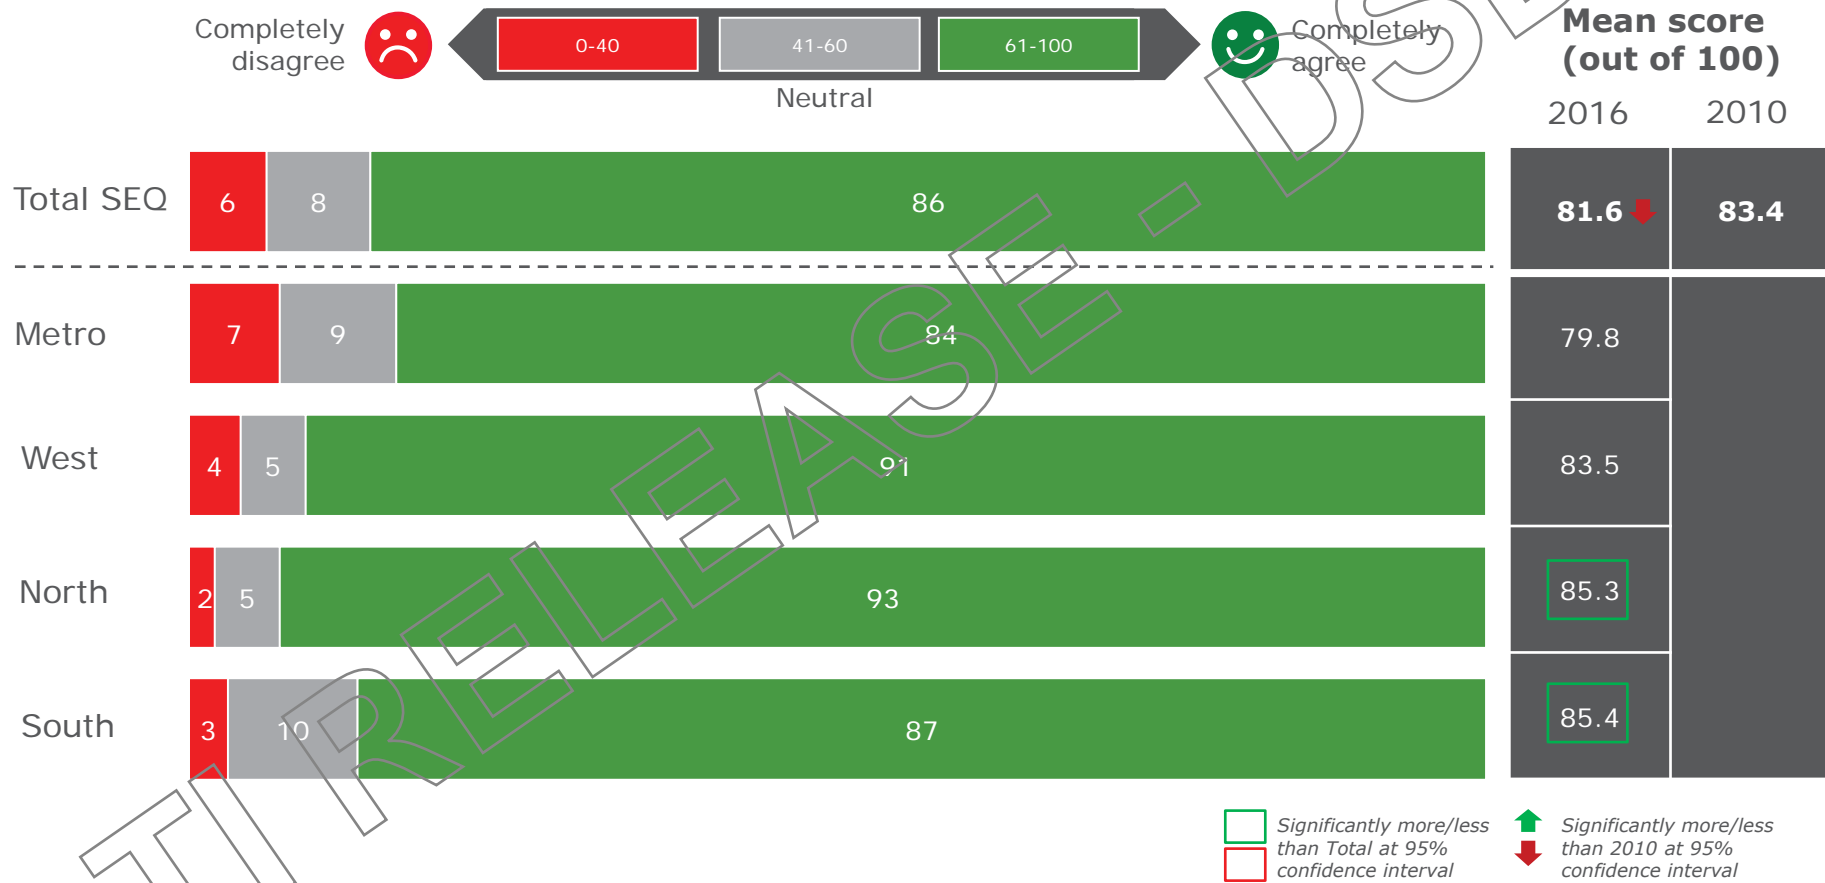 Completely disagree
0-40
41-60
61-100
Neutral
Completely agree
Mean score
(out of 100)
2016 2010
Total SEQ 6 8 86 81.6 83.4
Metro 7 9 84 79.8
West 4 5 91 83.5
North 2 5 93 85.3
South 3 10 87 85.4
Significantly more/less
than Total at 95%
confidence interval
Significantly more/less
than 2010 at 95%
confidence interval
TI RELEASE - DSE